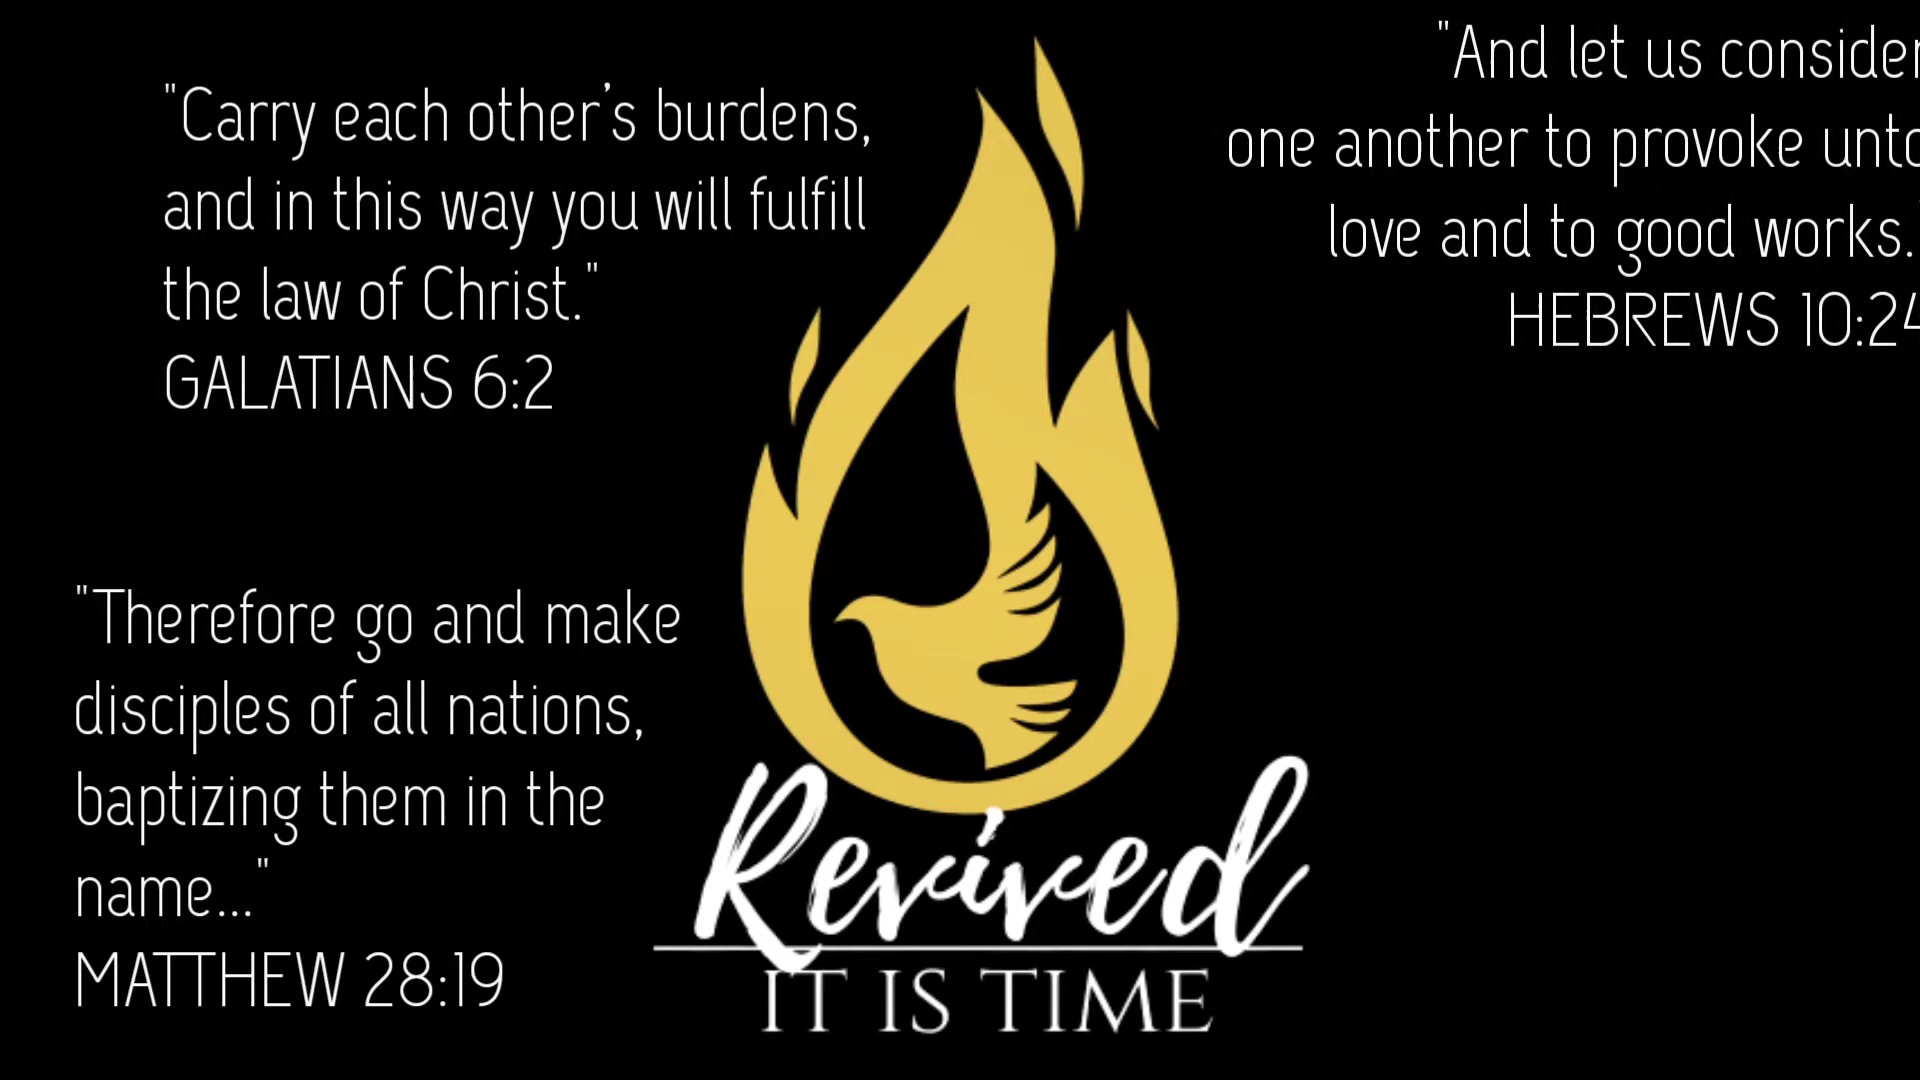 "Carry each other's burdens,
and in this way you will fulfill
the law of Christ."
GALATIANS 6:2
"And let us consider
one another to provoke unto
love and to good works.
HEBREWS 10:24
"Therefore go and make
disciples of all nations,
baptizing them in the
name..."
MATTHEW 28:19
Revived
IT IS TIME